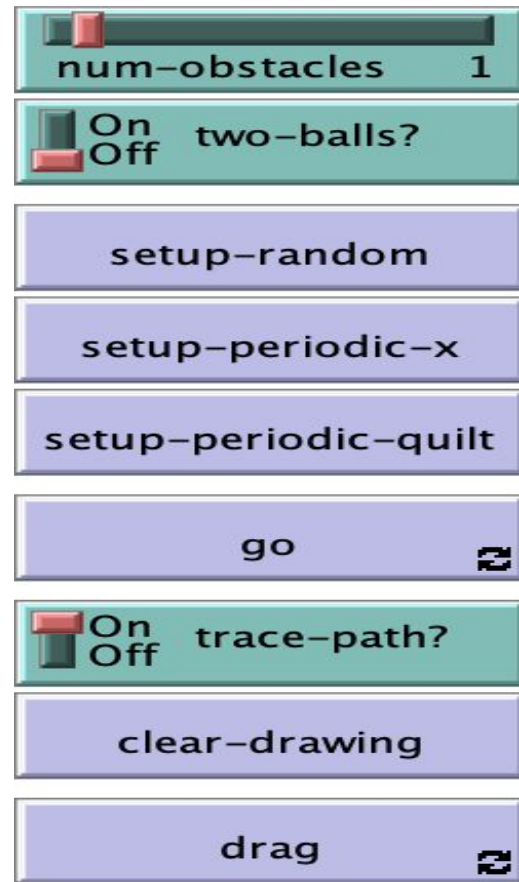 num-obstacles 1
On
Off two-balls?
setup-random
setup-periodic-x
setup-periodic-quilt
go
On
Off trace-path?
clear-drawing
drag